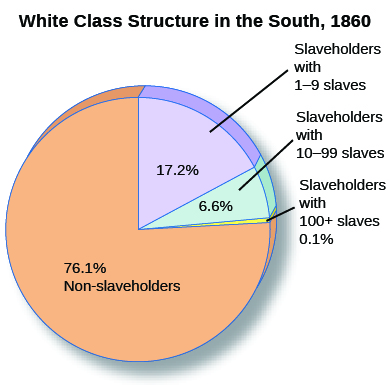 White Class Structure in the South, 1860
Slaveholders
with
1–9 slaves
Slaveholders
with
10–99 slaves
Slaveholders
with
100+ slaves
0.1%
17.2%
6.6%
76.1%
Non-slaveholders